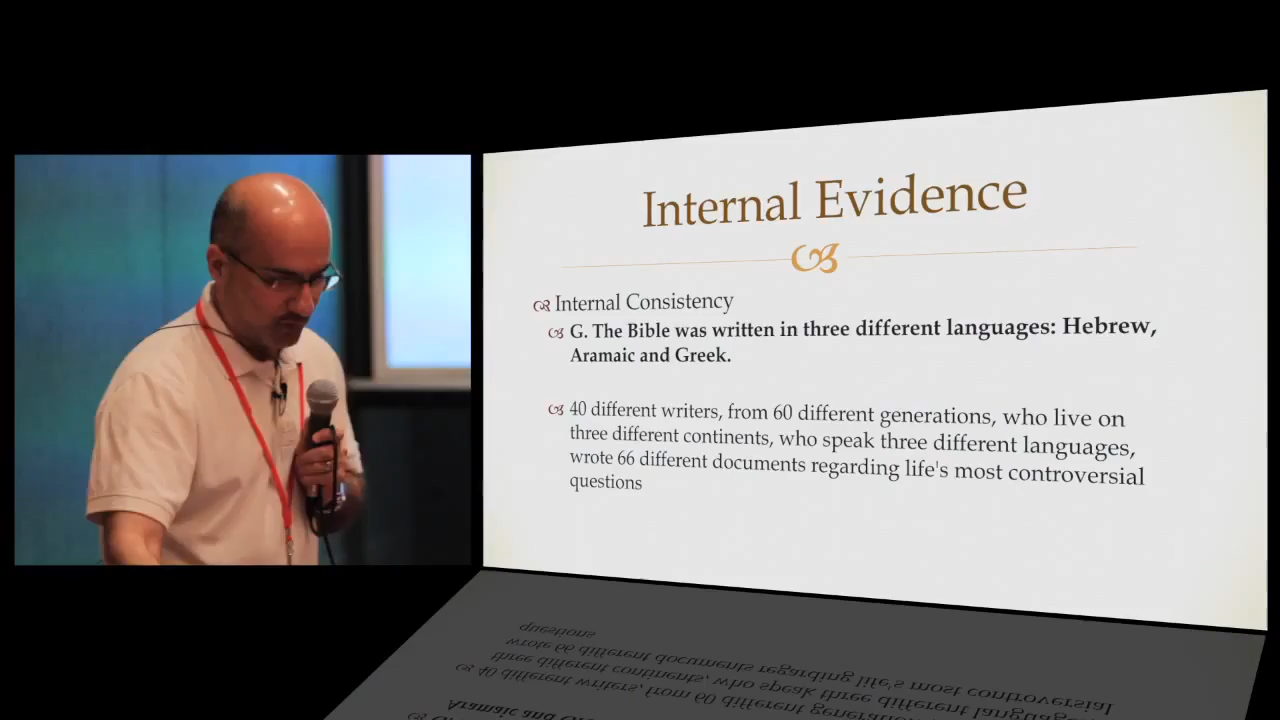 Internal Evidence
Internal Consistency
G. The Bible was written in three different languages: Hebrew,
Aramaic and Greek.
40 different writers, from 60 different generations, who live on
three different continents, who speak three different languages,
wrote 66 different documents regarding life's most controversial
questions